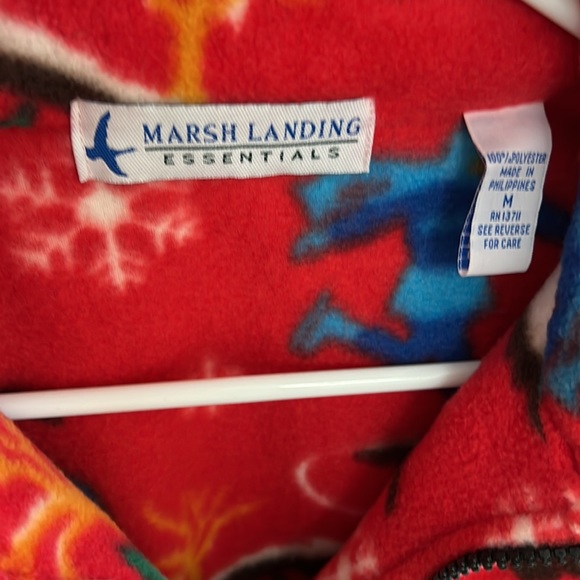 MARSH LANDING
ESSENTIALS
100% POLYESTER
MADE IN
PHILIPPINES
M
RN 13711
SEE REVERSE
FOR CARE